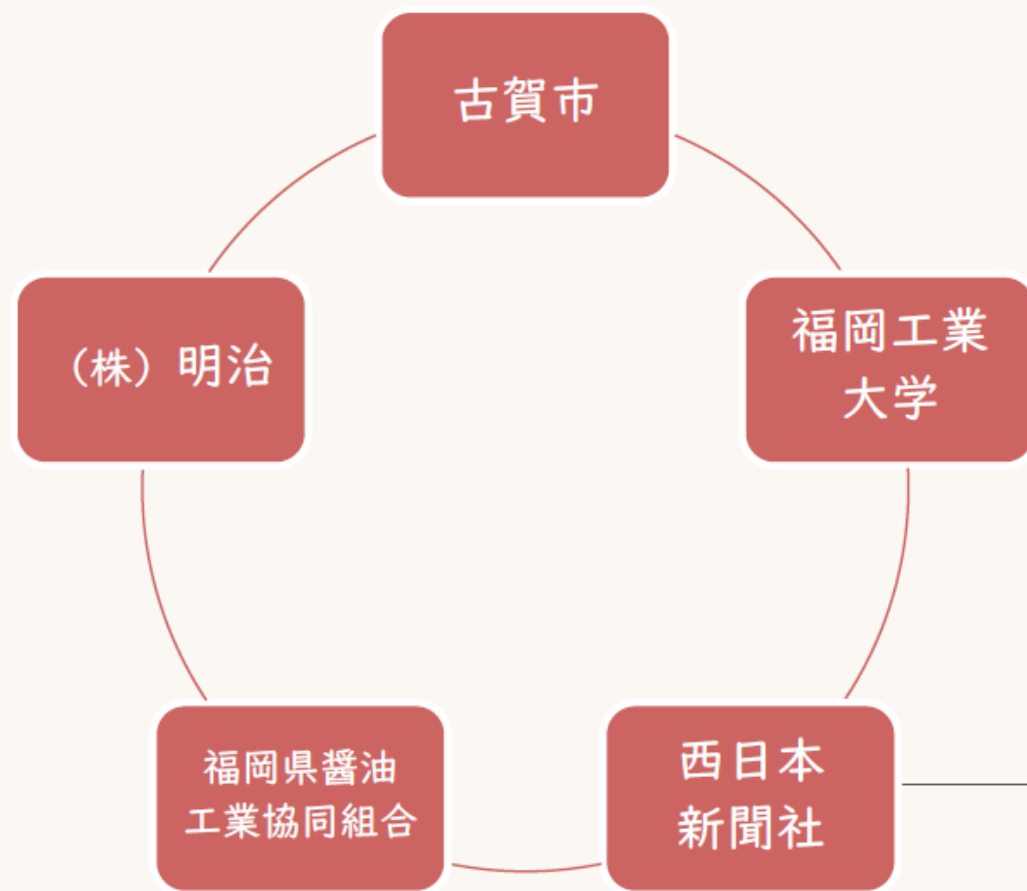 古賀市
（株）明治
福岡工業
大学
福岡県醤油
工業協同組合
西日本
新聞社